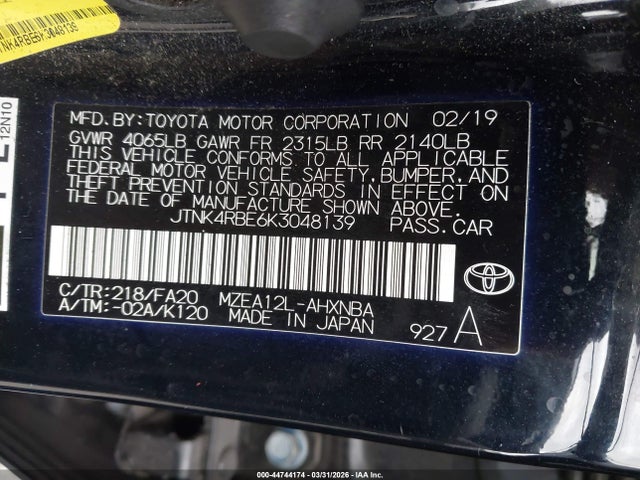 TNK4RBE6K3048139
12N10
MFD. BY: TOYOTA MOTOR CORPORATION 02/19
GVWR 4065LB GAWR FR 2315LB RR 2140LB
THIS VEHICLE CONFORMS TO ALL APPLICABLE
FEDERAL MOTOR VEHICLE SAFETY, BUMPER, AND
THEFT PREVENTION STANDARDS IN EFFECT ON
THE DATE OF MANUFACTURE SHOWN ABOVE.
JTNK4RBE6K3048139 PASS.CAR
C/TR:218/FA20 MZEA12L-AHXNBA
A/TM:-02A/K120 MADE IN JAPAN
927 A
TOYOTA
000-44744174 | 03/31/2026 - IAA Inc.